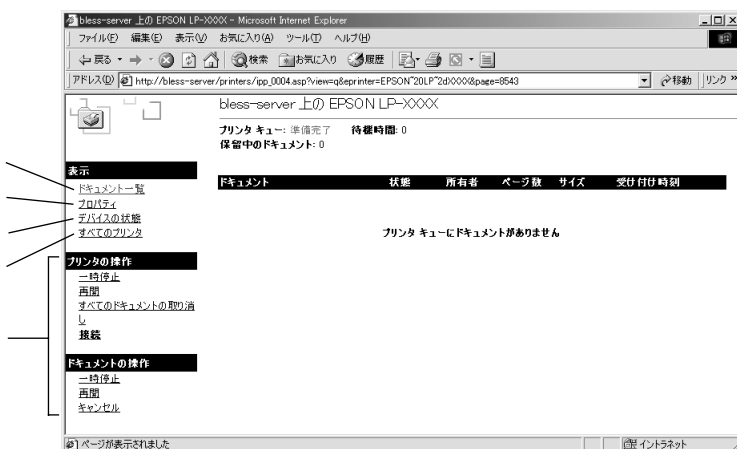 bless-server 上の EPSON LP-XXXX - Microsoft Internet Explorer
ファイル(F) 編集(E) 表示(V) お気に入り(A) ツール(T) ヘルプ(H)
戻る 検索 お気に入り 履歴
アドレス(D) http://bless-server/printers/ipp_0004.asp?view=q&eprinter=EPSON~20LP~2dXXXX&page=8543 移動 リンク »
bless-server 上の EPSON LP-XXXX
プリンタ キュー: 準備完了 待機時間: 0
保留中のドキュメント: 0
表示
ドキュメント一覧
プロパティ
デバイスの状態
すべてのプリンタ
ドキュメント 状態 所有者 ページ数 サイズ 受け付け時刻
プリンタ キューにドキュメントがありません
プリンタの操作
一時停止
再開
すべてのドキュメントの取り消
し
接続
ドキュメントの操作
一時停止
再開
キャンセル
ページが表示されました イントラネット